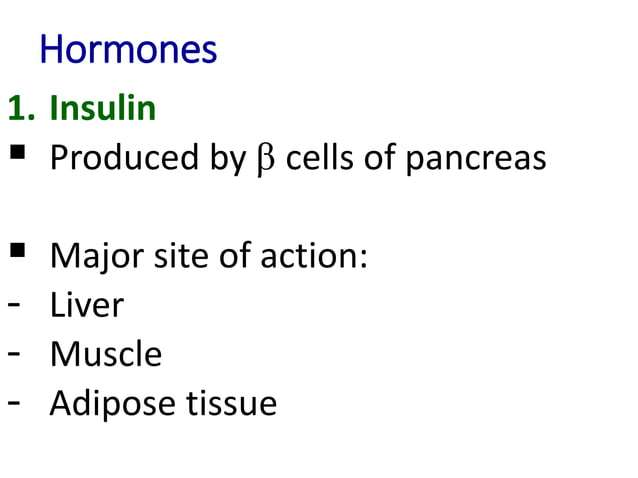 Hormones
1. Insulin
▪ Produced by β cells of pancreas
▪ Major site of action:
- Liver
- Muscle
- Adipose tissue